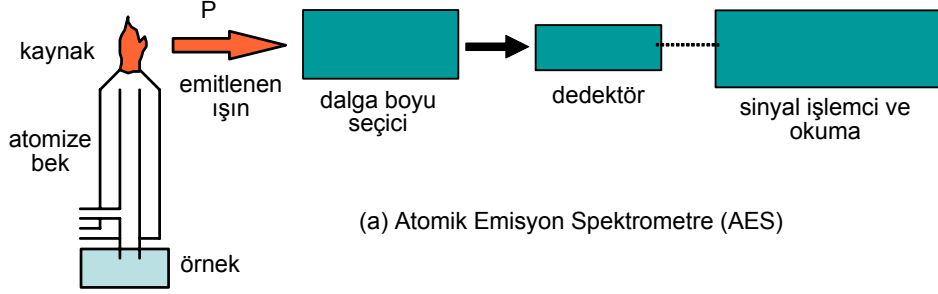 P
kaynak
emitlenen
ışın
dalga boyu
seçici
dedektör
sinyal işlemci ve
okuma
atomize
bek
(a) Atomik Emisyon Spektrometre (AES)
örnek